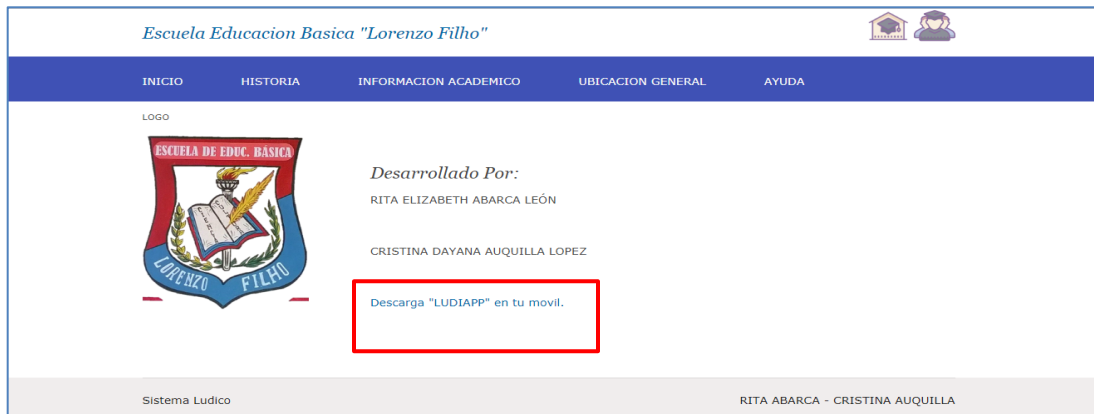 Escuela Educacion Basica "Lorenzo Filho"
INICIO HISTORIA INFORMACION ACADEMICO UBICACION GENERAL AYUDA
LOGO
ESCUELA DE EDUC. BÁSICA
LORENZO FILHO
Desarrollado Por:
RITA ELIZABETH ABARCA LEÓN
CRISTINA DAYANA AUQUILLA LOPEZ
Descarga "LUDIAPP" en tu movil.
Sistema Ludico RITA ABARCA - CRISTINA AUQUILLA